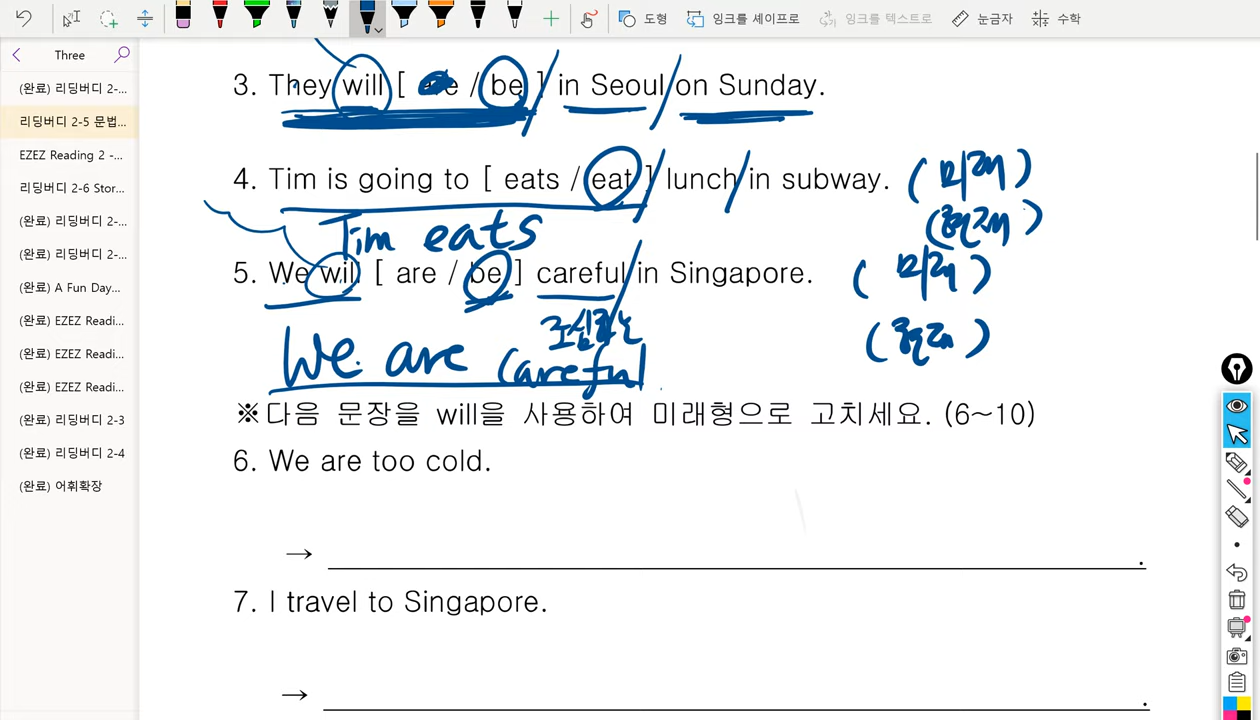 도형
잉크를 셰이프로
잉크를 텍스트로
눈금자
수학
Three
(완료) 리딩버디 2-...
리딩버디 2-5 문법...
EZEZ Reading 2 -...
리딩버디 2-6 Stor...
(완료) 리딩버디 2-...
(완료) 리딩버디 2-...
(완료) A Fun Day...
(완료) EZEZ Readi...
(완료) EZEZ Readi...
(완료) EZEZ Readi...
(완료) 리딩버디 2-3
(완료) 리딩버디 2-4
(완료) 어휘확장
3. They will [ are / be ] in Seoul on Sunday.
4. Tim is going to [ eats / eat ] lunch in subway. (미래)
(현재)
Tim eats
5. We will [ are / be ] careful in Singapore. (미래)
조심하는
(현재)
We are careful
※다음 문장을 will을 사용하여 미래형으로 고치세요. (6~10)
6. We are too cold.
→ .
7. I travel to Singapore.
→ .